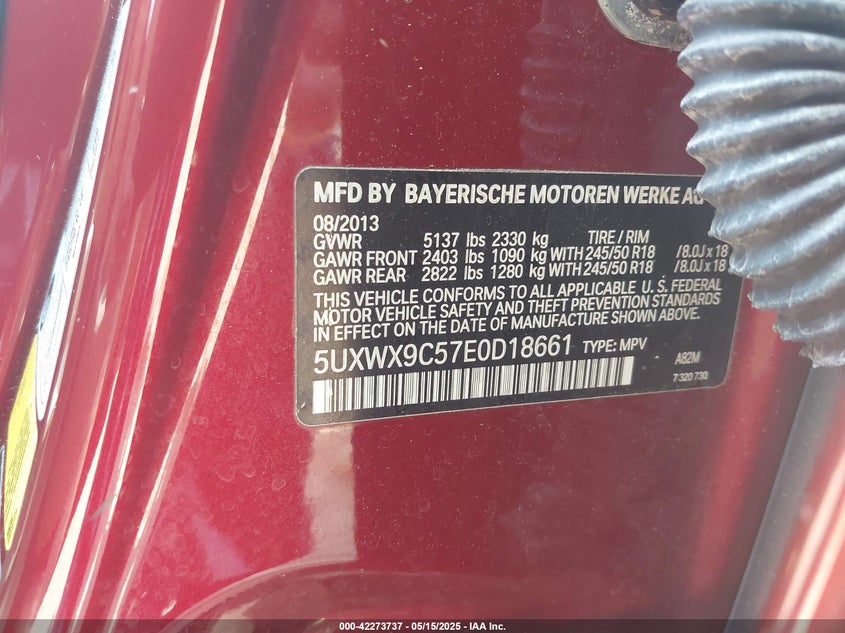 MFD BY BAYERISCHE MOTOREN WERKE AG
08/2013
GVWR 5137 lbs 2330 kg TIRE / RIM
GAWR FRONT 2403 lbs 1090 kg WITH 245/50 R18 /8.0J x 18
GAWR REAR 2822 lbs 1280 kg WITH 245/50 R18 /8.0J x 18
THIS VEHICLE CONFORMS TO ALL APPLICABLE U.S. FEDERAL
MOTOR VEHICLE SAFETY AND THEFT PREVENTION STANDARDS
IN EFFECT ON THE DATE OF MANUFACTURE SHOWN ABOVE.
5UXWX9C57E0D18661 TYPE: MPV A82M
7 320 730
000-42273737 - 05/15/2025 - IAA Inc.